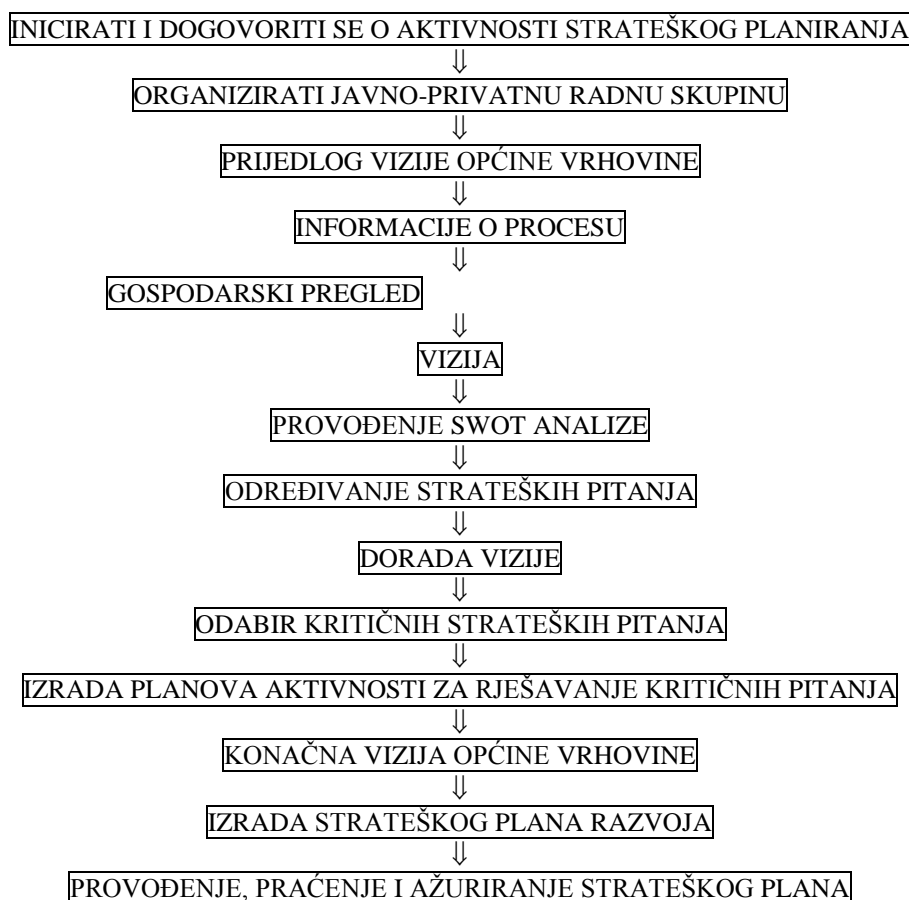 INICIRATI I DOGOVORITI SE O AKTIVNOSTI STRATEŠKOG PLANIRANJA
⇓
ORGANIZIRATI JAVNO-PRIVATNU RADNU SKUPINU
⇓
PRIJEDLOG VIZIJE OPĆINE VRHOVINE
⇓
INFORMACIJE O PROCESU
⇓
GOSPODARSKI PREGLED
⇓
VIZIJA
⇓
PROVOĐENJE SWOT ANALIZE
⇓
ODREĐIVANJE STRATEŠKIH PITANJA
⇓
DORADA VIZIJE
⇓
ODABIR KRITIČNIH STRATEŠKIH PITANJA
⇓
IZRADA PLANOVA AKTIVNOSTI ZA RJEŠAVANJE KRITIČNIH PITANJA
⇓
KONAČNA VIZIJA OPĆINE VRHOVINE
⇓
IZRADA STRATEŠKOG PLANA RAZVOJA
⇓
PROVOĐENJE, PRAĆENJE I AŽURIRANJE STRATEŠKOG PLANA